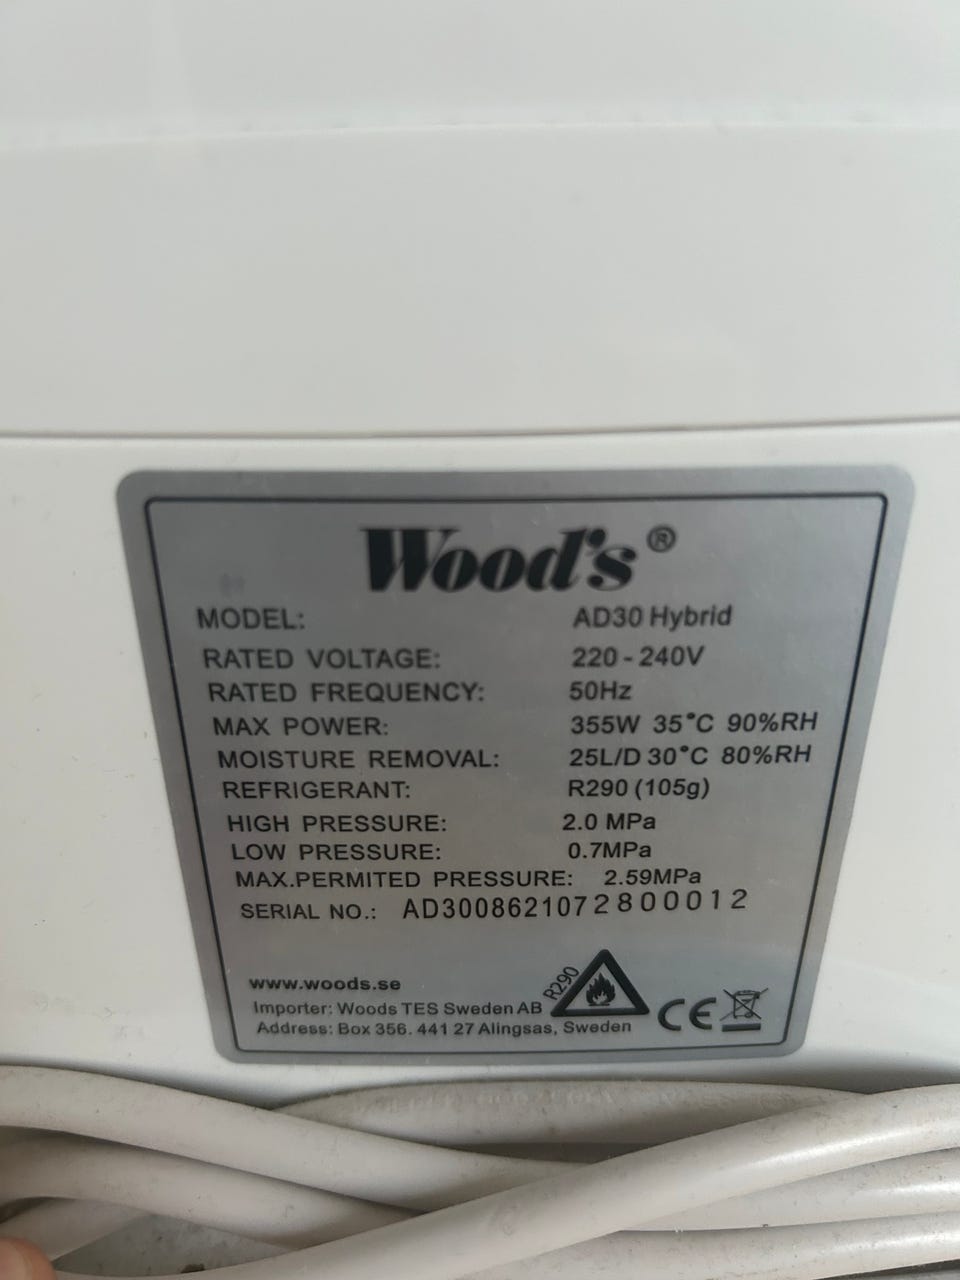 Wood's®
MODEL: AD30 Hybrid
RATED VOLTAGE: 220-240V
RATED FREQUENCY: 50Hz
MAX POWER: 355W 35°C 90%RH
MOISTURE REMOVAL: 25L/D 30°C 80%RH
REFRIGERANT: R290 (105g)
HIGH PRESSURE: 2.0 MPa
LOW PRESSURE: 0.7MPa
MAX.PERMITED PRESSURE: 2.59MPa
SERIAL NO.: AD3008621072800012
www.woods.se
R290
Importer: Woods TES Sweden AB
Address: Box 356. 441 27 Alingsas, Sweden
CE